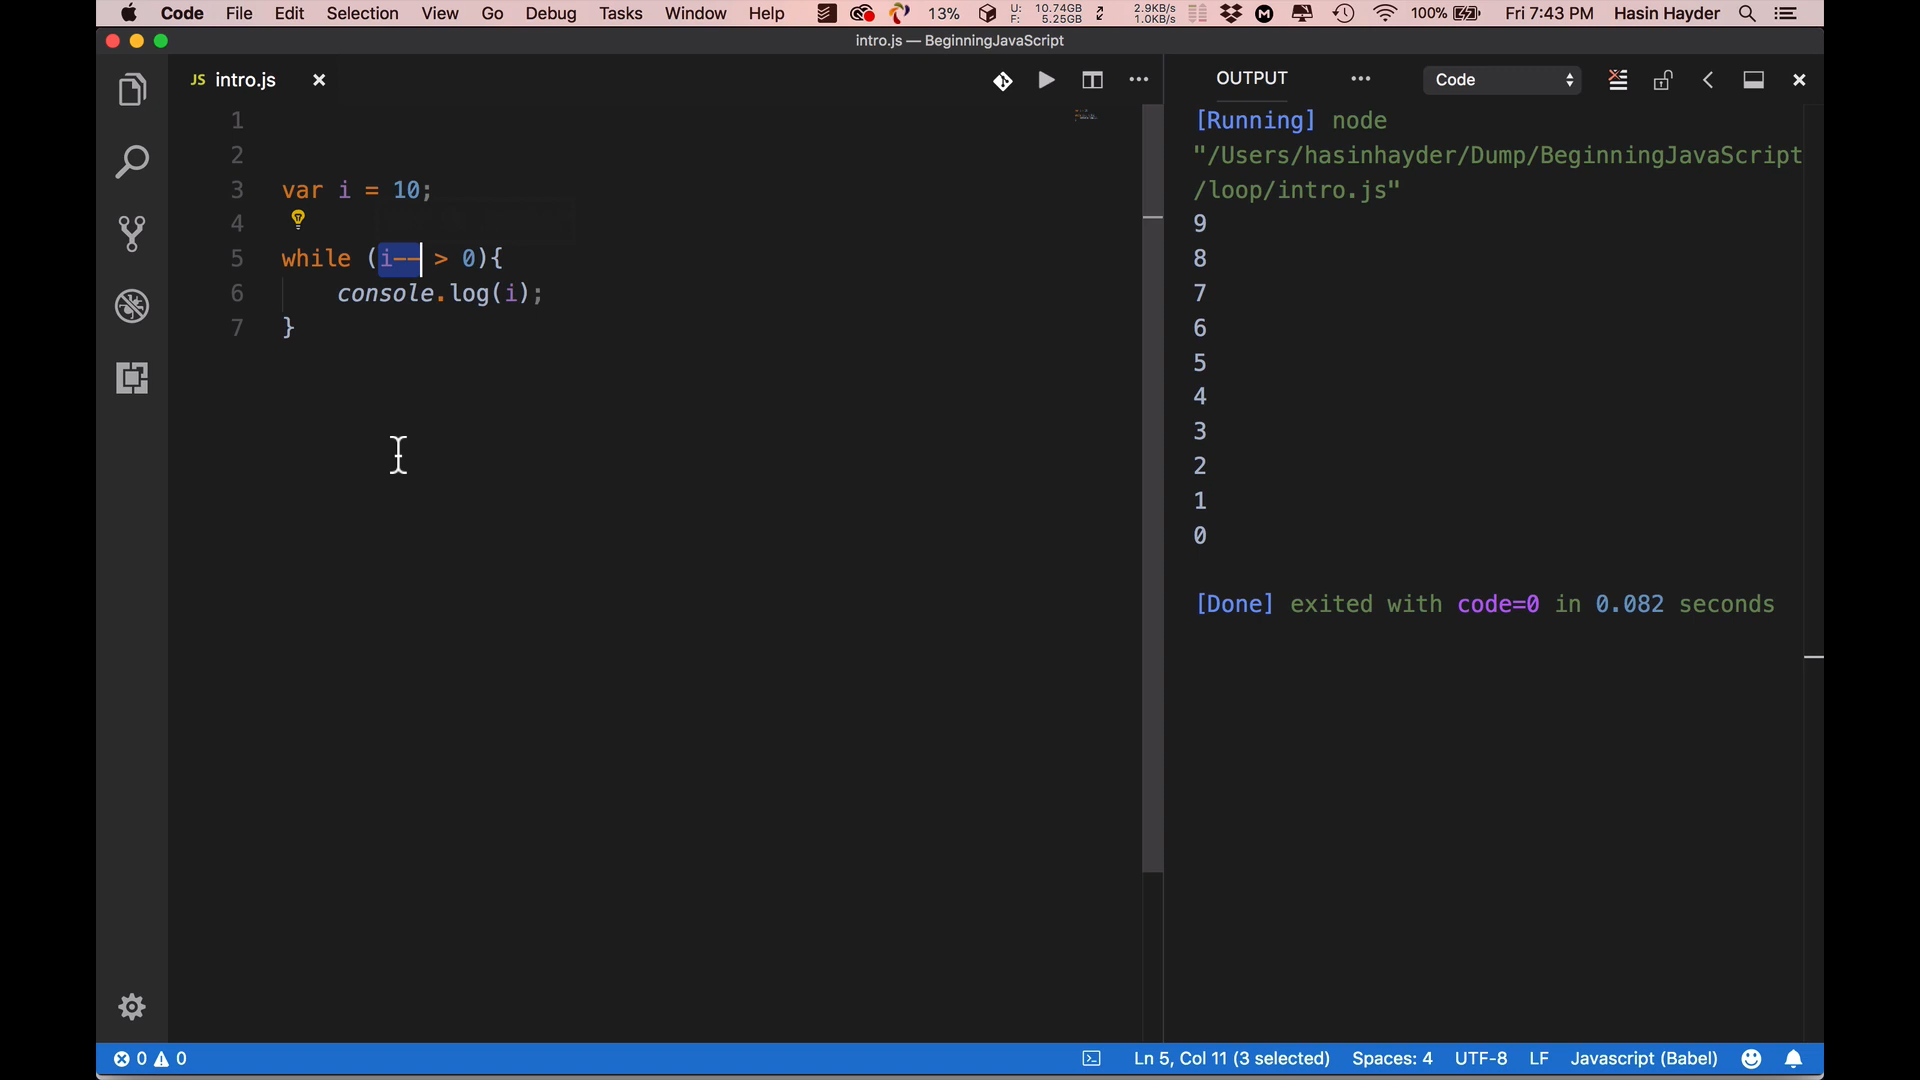 Code File Edit Selection View Go Debug Tasks Window Help 13% U: 10.74GB F: 5.25GB 2.9KB/s 1.0KB/s M 100% Fri 7:43 PM Hasin Hayder
intro.js — BeginningJavaScript
JS intro.js
OUTPUT Code
1
2
3 var i = 10;
4
5 while (i-- > 0){
6 console.log(i);
7 }
[Running] node
"/Users/hasinhayder/Dump/BeginningJavaScript
/loop/intro.js"
9
8
7
6
5
4
3
2
1
0
[Done] exited with code=0 in 0.082 seconds
0 0 Ln 5, Col 11 (3 selected) Spaces: 4 UTF-8 LF Javascript (Babel)